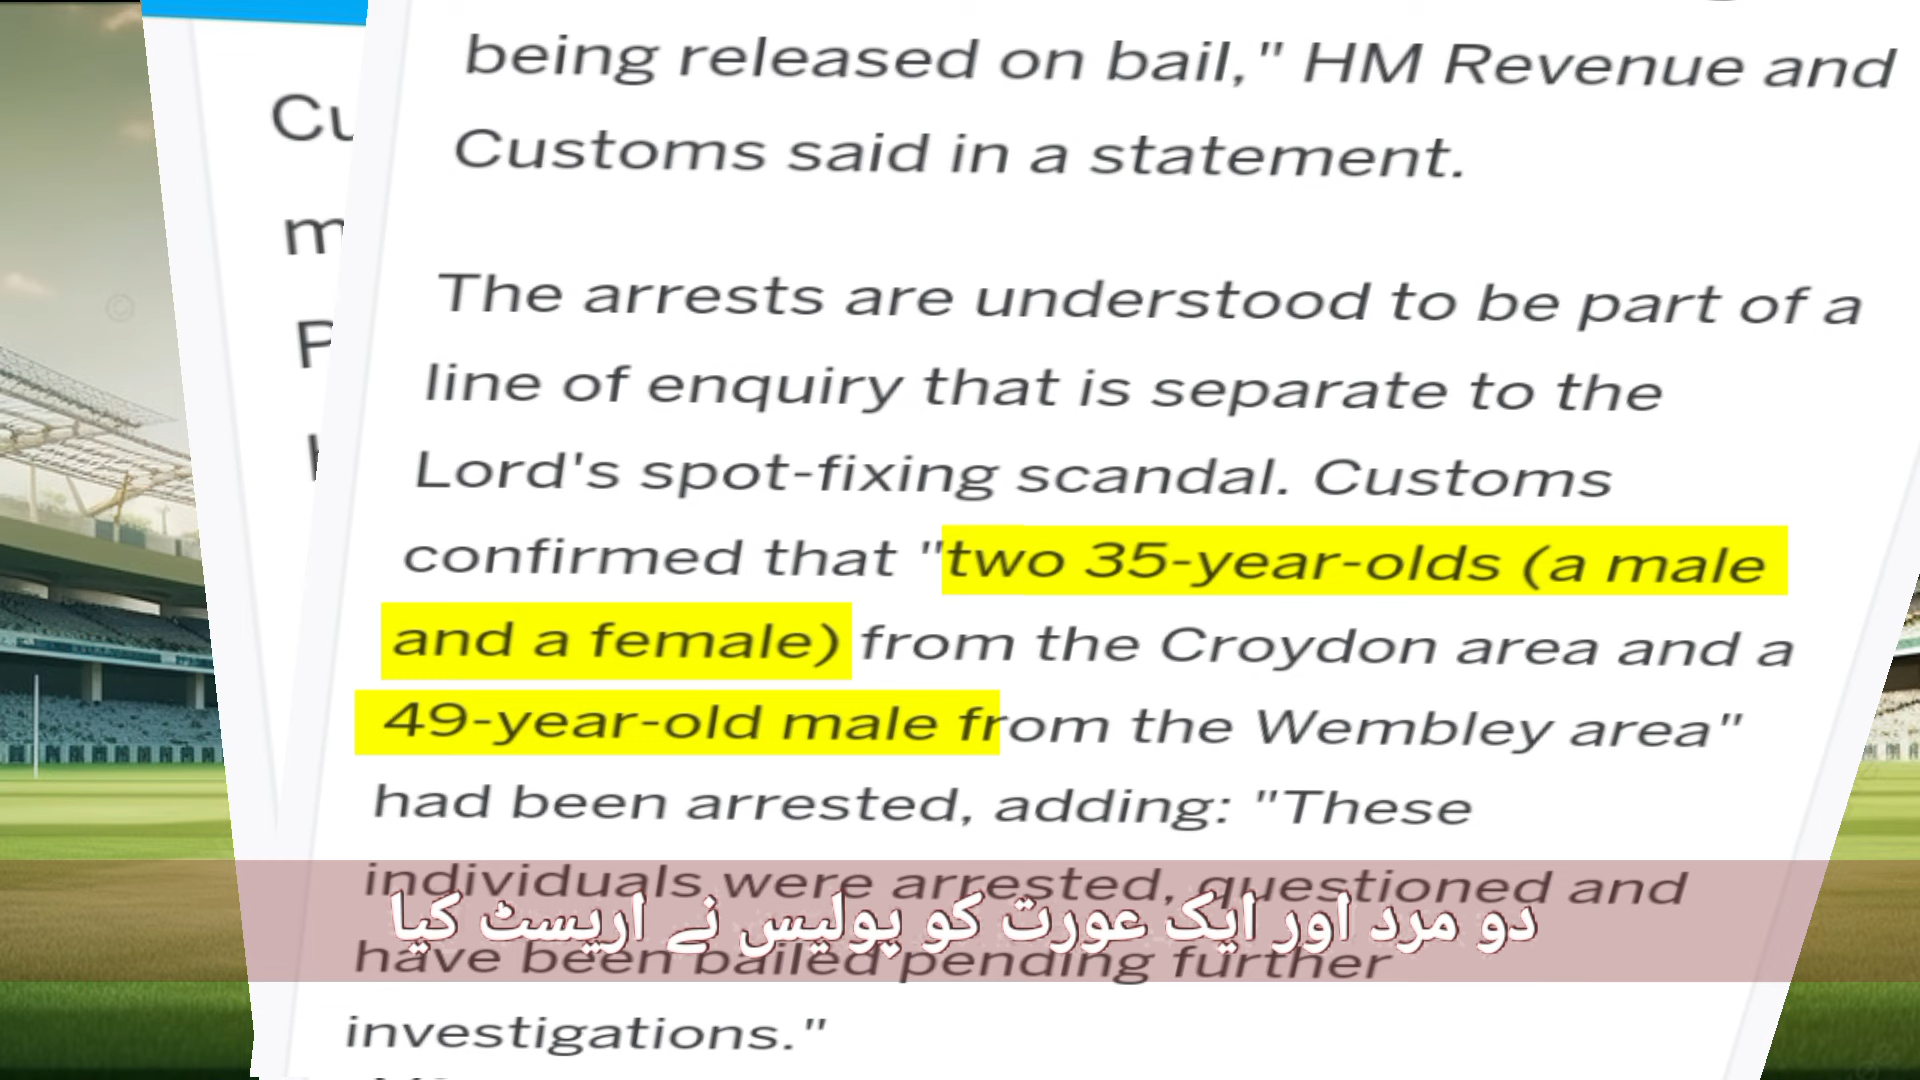 being released on bail," HM Revenue and
Customs said in a statement.
The arrests are understood to be part of a
line of enquiry that is separate to the
Lord's spot-fixing scandal. Customs
confirmed that "two 35-year-olds (a male
and a female) from the Croydon area and a
49-year-old male from the Wembley area"
had been arrested, adding: "These
individuals were arrested, questioned and
have been bailed pending further
investigations."
دو مرد اور ایک عورت کو پولیس نے اریسٹ کیا